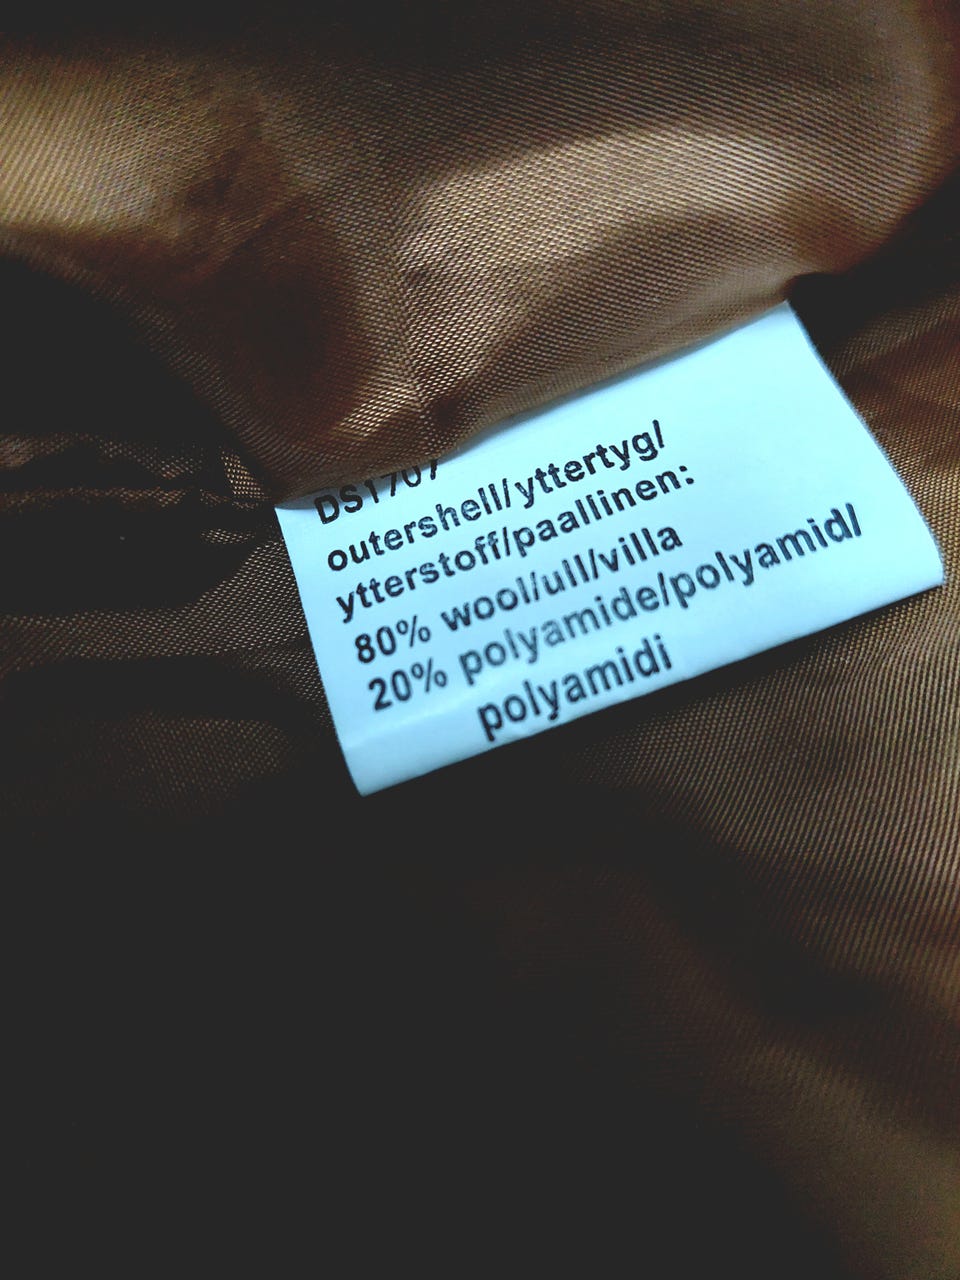 DS1707
outershell/yttertyg/
ytterstoff/paallinen:
80% wool/ull/villa
20% polyamide/polyamid/
polyamidi